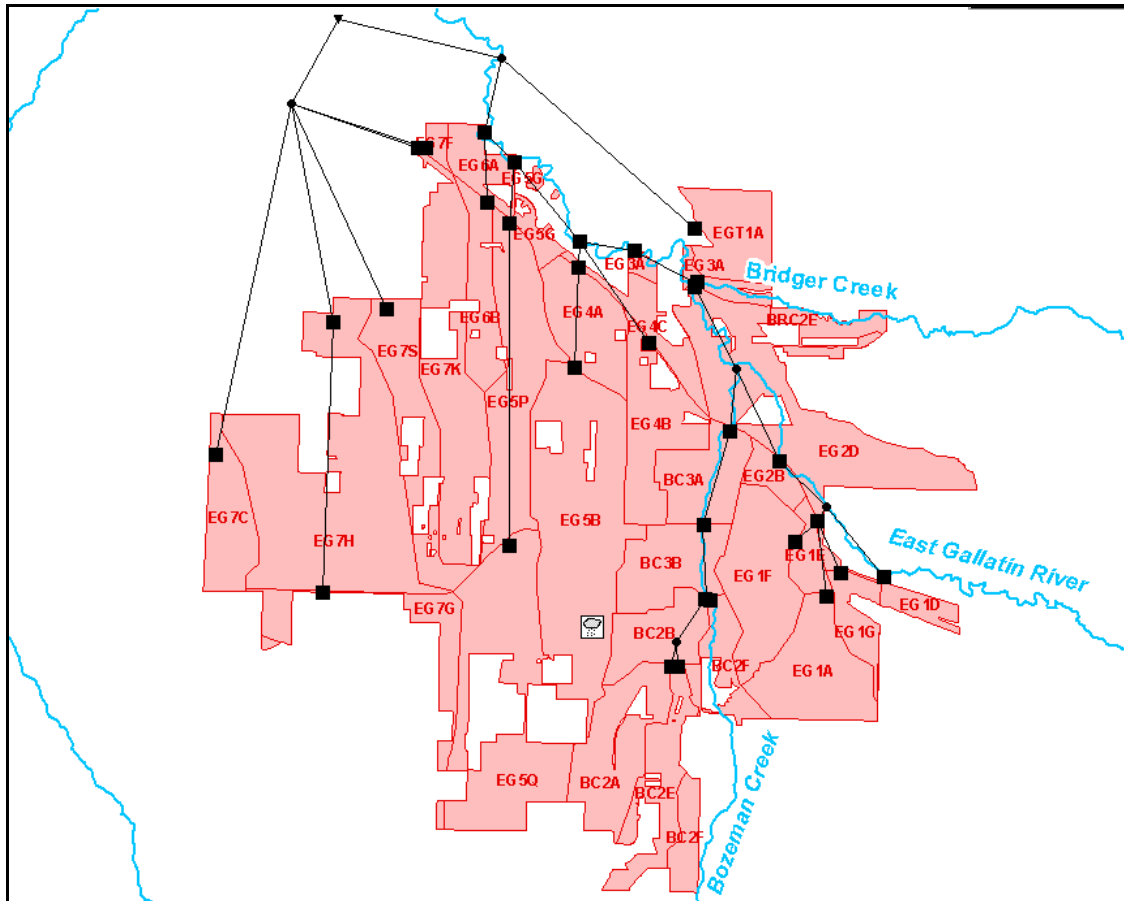 EG7F
EG6A
EG5G
EGT1A
EG5G
EG3A
EG3A
Bridger Creek
EG6B
EG4A
EG4C
BRC2E
EG7S
EG7K
EG5P
EG4B
EG2D
EG2B
BC3A
EG7C
EG7H
EG5B
EG1E
East Gallatin River
BC3B
EG1F
EG7G
EG1D
BC2B
EG1G
BC2F
EG1A
EG5Q
BC2A
BC2E
BC2F
Bozeman Creek